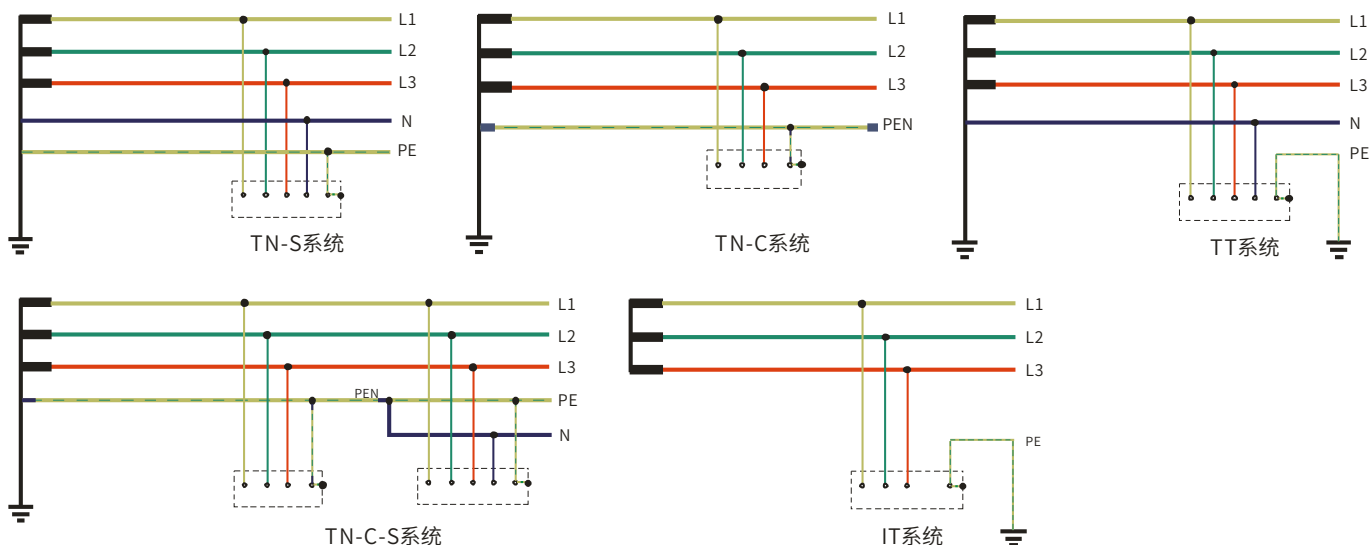 L1
L2
L3
N
PE
TN-S系统
L1
L2
L3
PEN
TN-C系统
L1
L2
L3
N
PE
TT系统
L1
L2
L3
PEN
PE
N
TN-C-S系统
L1
L2
L3
PE
IT系统